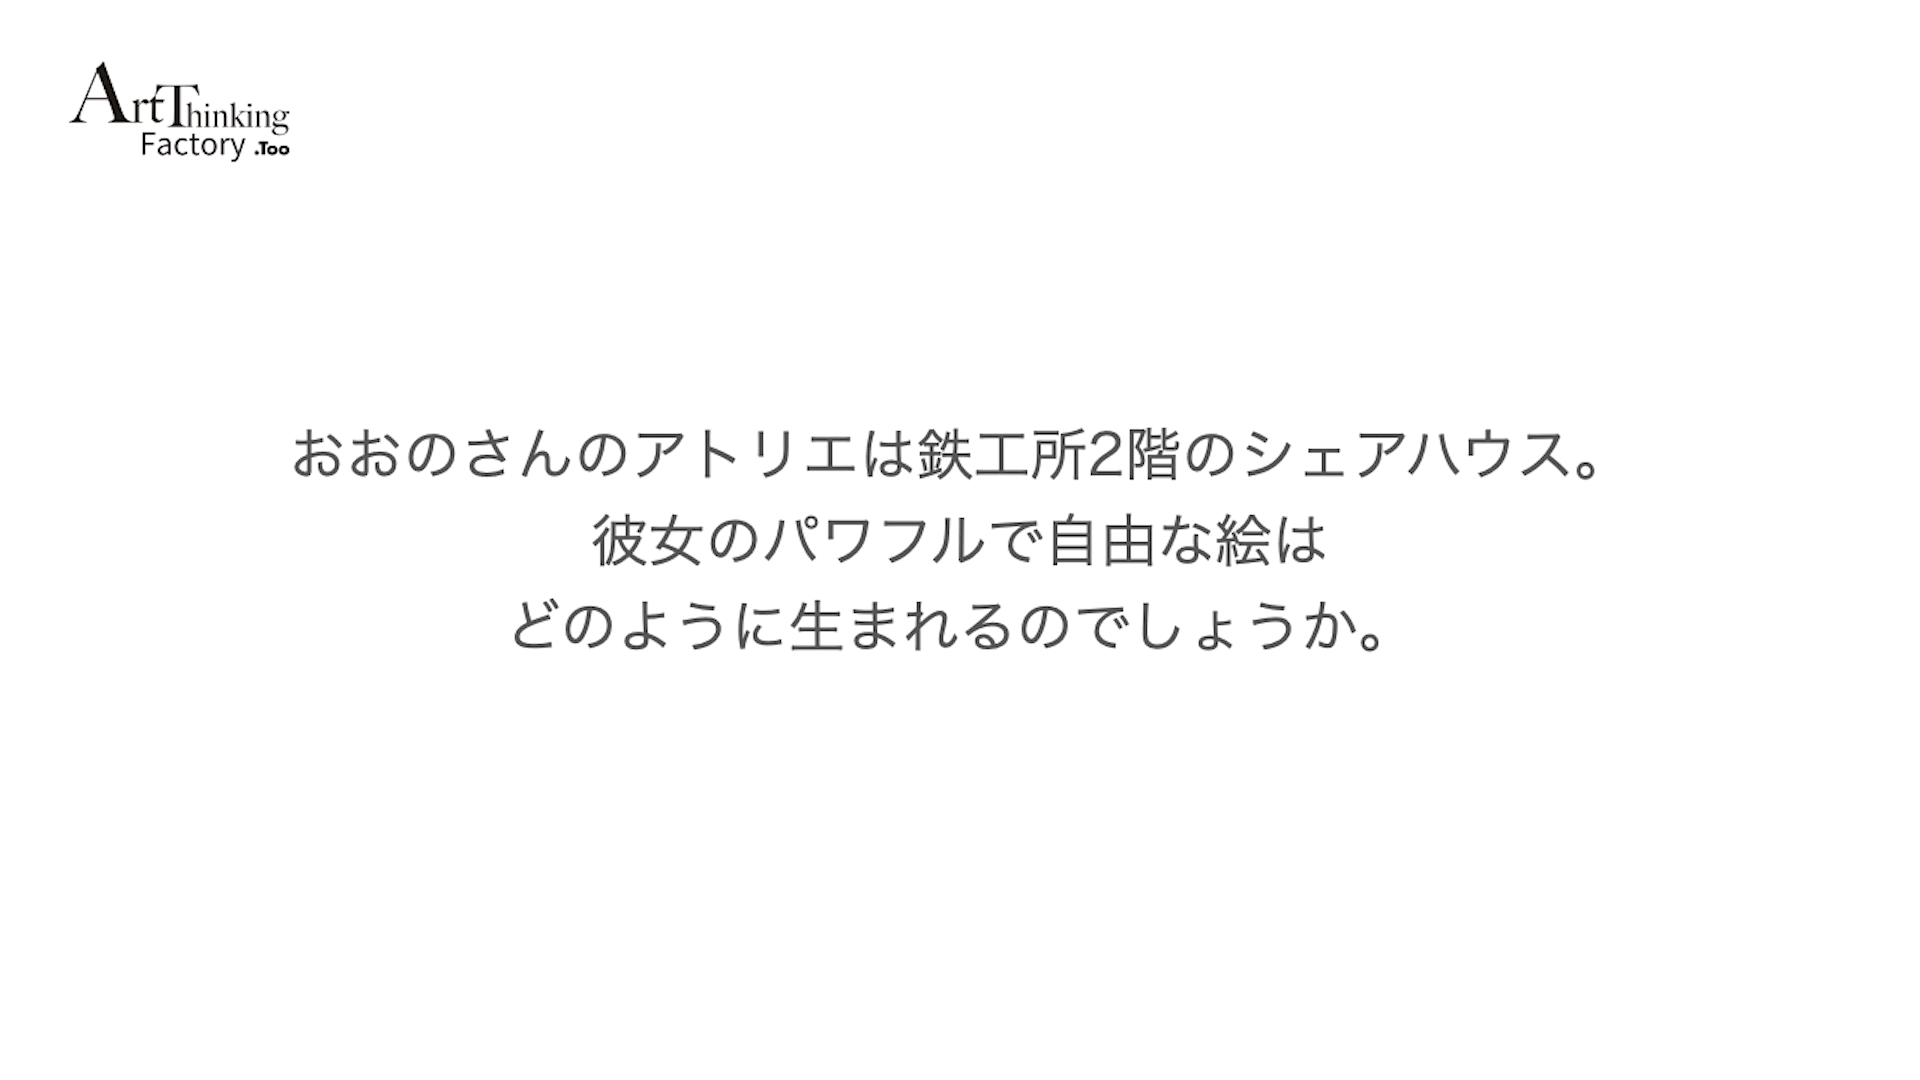 ArtThinking
Factory .Too
おおのさんのアトリエは鉄工所2階のシェアハウス。
彼女のパワフルで自由な絵は
どのように生まれるのでしょうか。